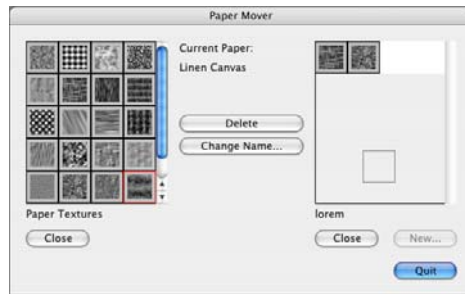 Paper Mover
Current Paper:
Linen Canvas
Delete
Change Name...
Paper Textures
lorem
Close
Close
New...
Quit